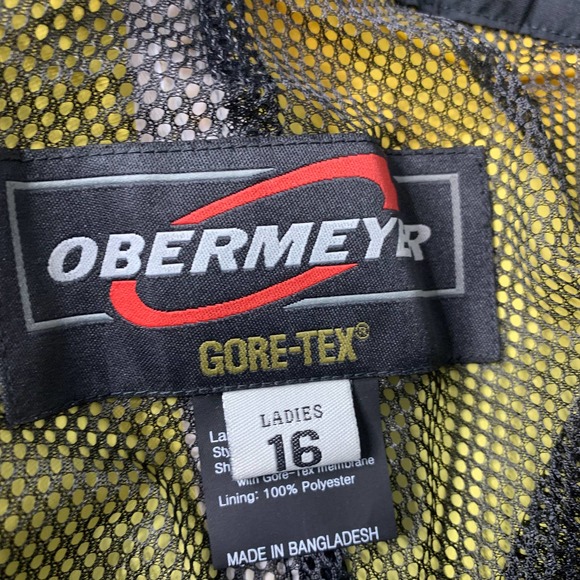 OBERMEYER
GORE-TEX®
LADIES
16
with Gore-Tex membrane
Lining: 100% Polyester
MADE IN BANGLADESH